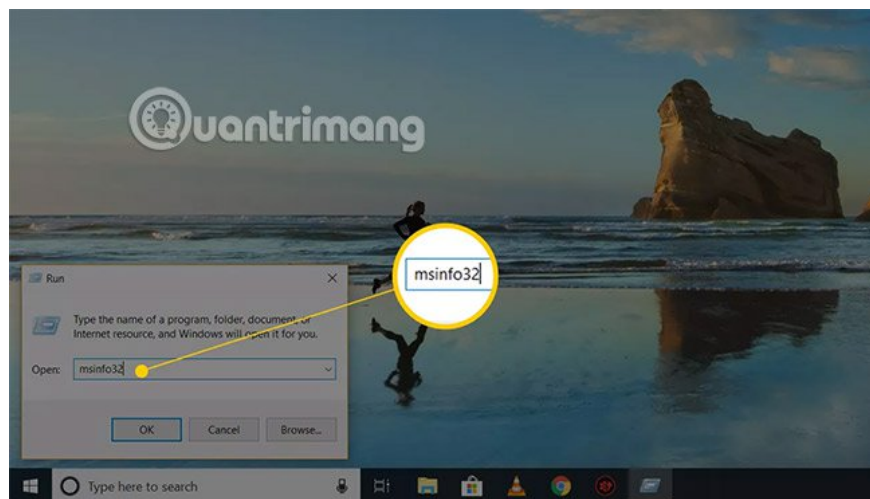 Quantrimang
msinfo32
Run
Type the name of a program, folder, document, or
Internet resource, and Windows will open it for you.
Open: msinfo32
OK Cancel Browse...
Type here to search